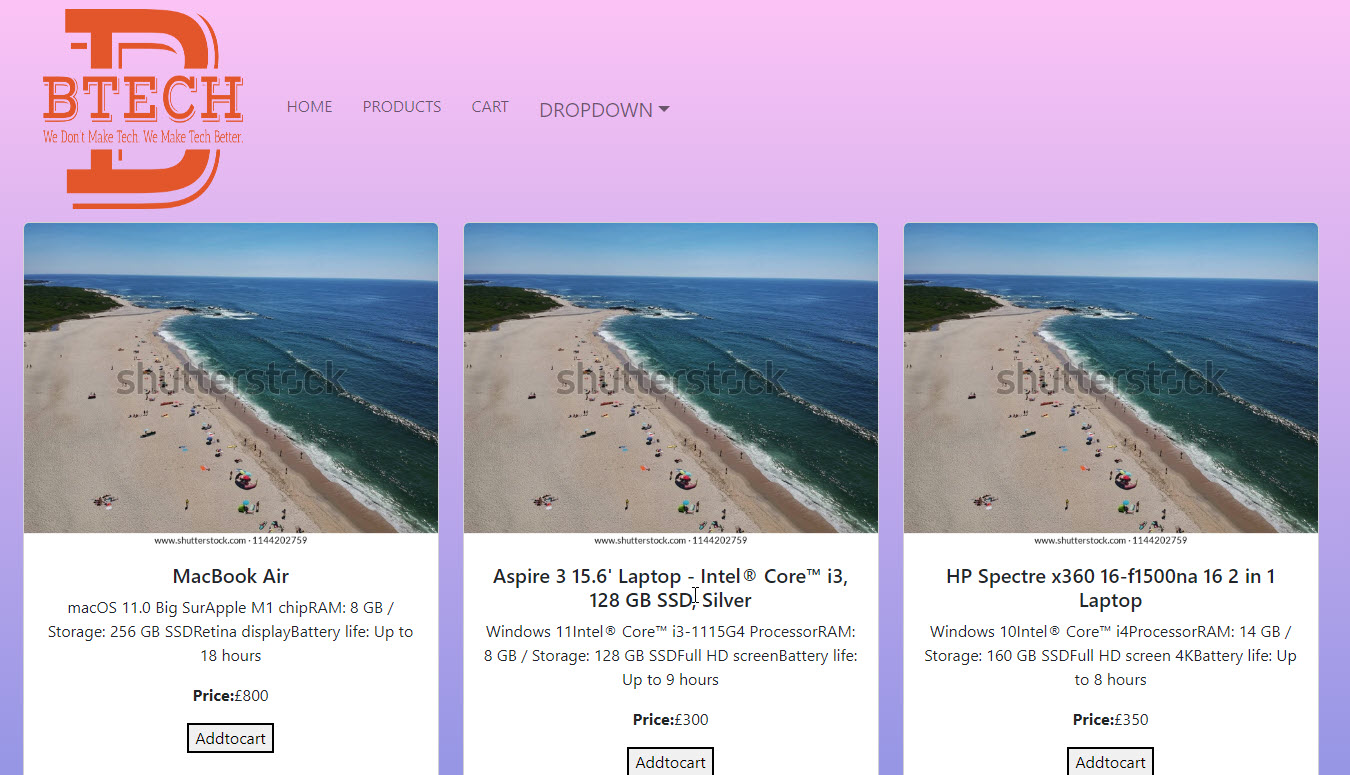 BTECH
We Don't Make Tech. We Make Tech Better.
HOME PRODUCTS CART DROPDOWN
shutterstock
www.shutterstock.com · 1144202759
MacBook Air
macOS 11.0 Big SurApple M1 chipRAM: 8 GB /
Storage: 256 GB SSDRetina displayBattery life: Up to
18 hours
Price:£800
Addtocart
shutterstock
www.shutterstock.com · 1144202759
Aspire 3 15.6' Laptop - Intel® Core™ i3,
128 GB SSD, Silver
Windows 11Intel® Core™ i3-1115G4 ProcessorRAM:
8 GB / Storage: 128 GB SSDFull HD screenBattery life:
Up to 9 hours
Price:£300
Addtocart
shutterstock
www.shutterstock.com · 1144202759
HP Spectre x360 16-f1500na 16 2 in 1
Laptop
Windows 10Intel® Core™ i4ProcessorRAM: 14 GB /
Storage: 160 GB SSDFull HD screen 4KBattery life: Up
to 8 hours
Price:£350
Addtocart